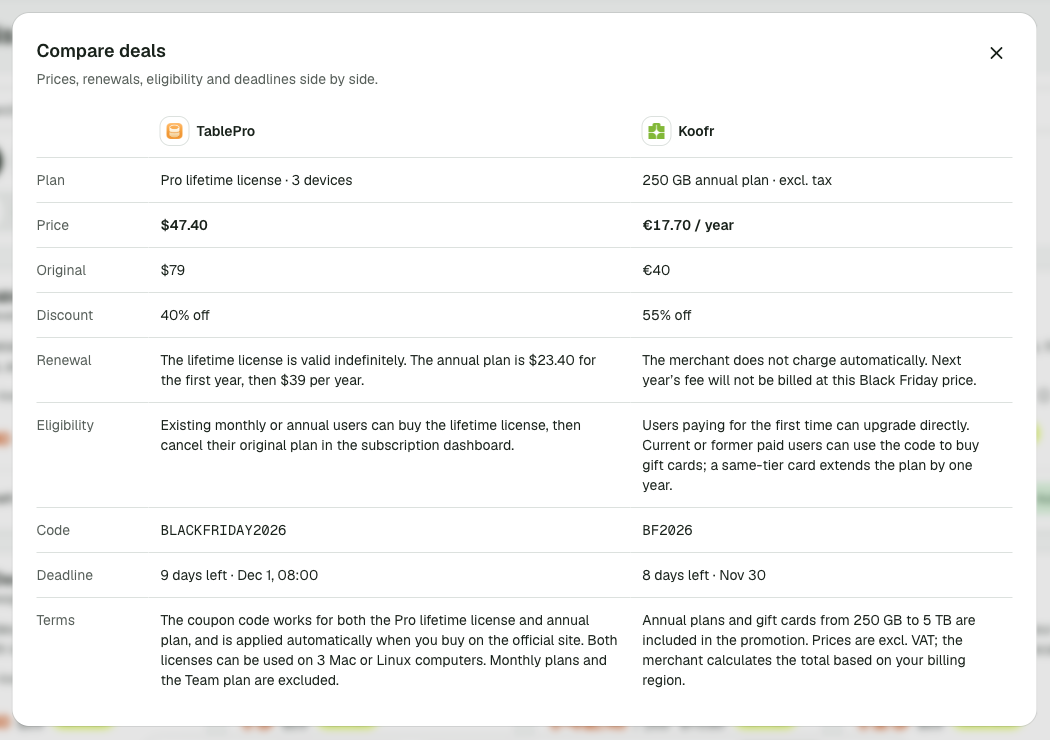 Compare deals
Prices, renewals, eligibility and deadlines side by side.
TablePro
Koofr
Plan
Pro lifetime license · 3 devices
250 GB annual plan · excl. tax
Price
$47.40
€17.70 / year
Original
$79
€40
Discount
40% off
55% off
Renewal
The lifetime license is valid indefinitely. The annual plan is $23.40 for
the first year, then $39 per year.
The merchant does not charge automatically. Next
year's fee will not be billed at this Black Friday price.
Eligibility
Existing monthly or annual users can buy the lifetime license, then
cancel their original plan in the subscription dashboard.
Users paying for the first time can upgrade directly.
Current or former paid users can use the code to buy
gift cards; a same-tier card extends the plan by one
year.
Code
BLACKFRIDAY2026
BF2026
Deadline
9 days left · Dec 1, 08:00
8 days left · Nov 30
Terms
The coupon code works for both the Pro lifetime license and annual
plan, and is applied automatically when you buy on the official site. Both
licenses can be used on 3 Mac or Linux computers. Monthly plans and
the Team plan are excluded.
Annual plans and gift cards from 250 GB to 5 TB are
included in the promotion. Prices are excl. VAT; the
merchant calculates the total based on your billing
region.